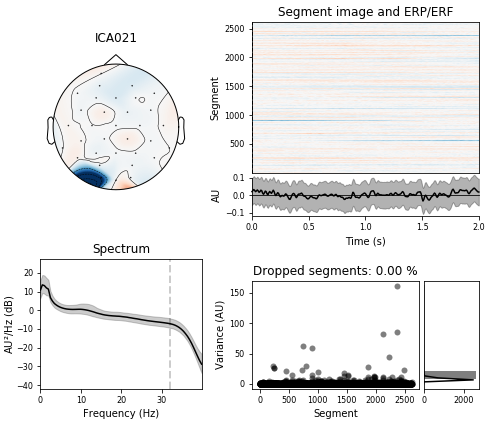 ICA021
Segment image and ERP/ERF
Segment
2500
2000
1500
1000
500
AU
0.1
0.0
−0.1
0.0 0.5 1.0 1.5 2.0
Time (s)
Spectrum
AU²/Hz (dB)
20
10
0
−10
−20
−30
−40
0 10 20 30
Frequency (Hz)
Dropped segments: 0.00 %
Variance (AU)
150
100
50
0
0 500 1000 1500 2000 2500
Segment
0 2000